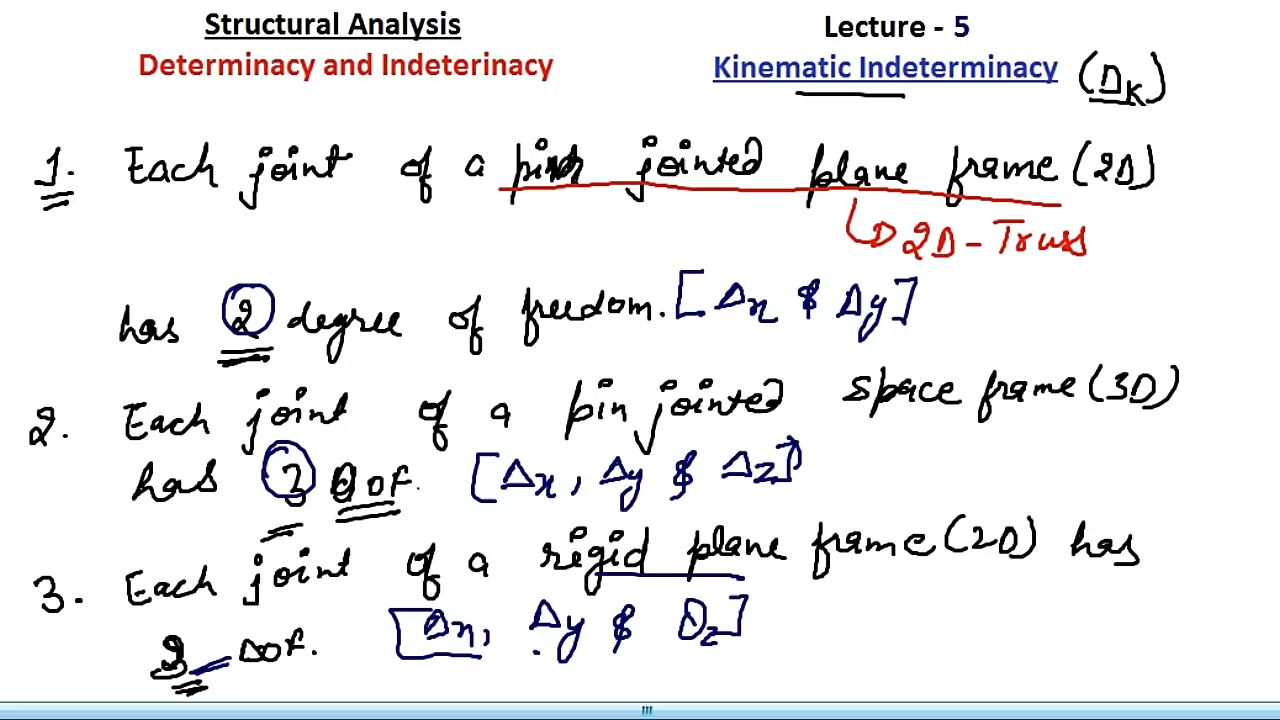 Structural Analysis
Lecture - 5
Determinacy and Indeterinacy
Kinematic Indeterminacy (DK)
1. Each joint of a pin jointed plane frame (2D)
2D - Truss
has 2 degree of freedom. [Δx & Δy]
2. Each joint of a pin jointed space frame (3D)
has 3 DOF. [Δx, Δy & Δz]
3. Each joint of a rigid plane frame (2D) has
3 DOF. [Δx, Δy & θz]